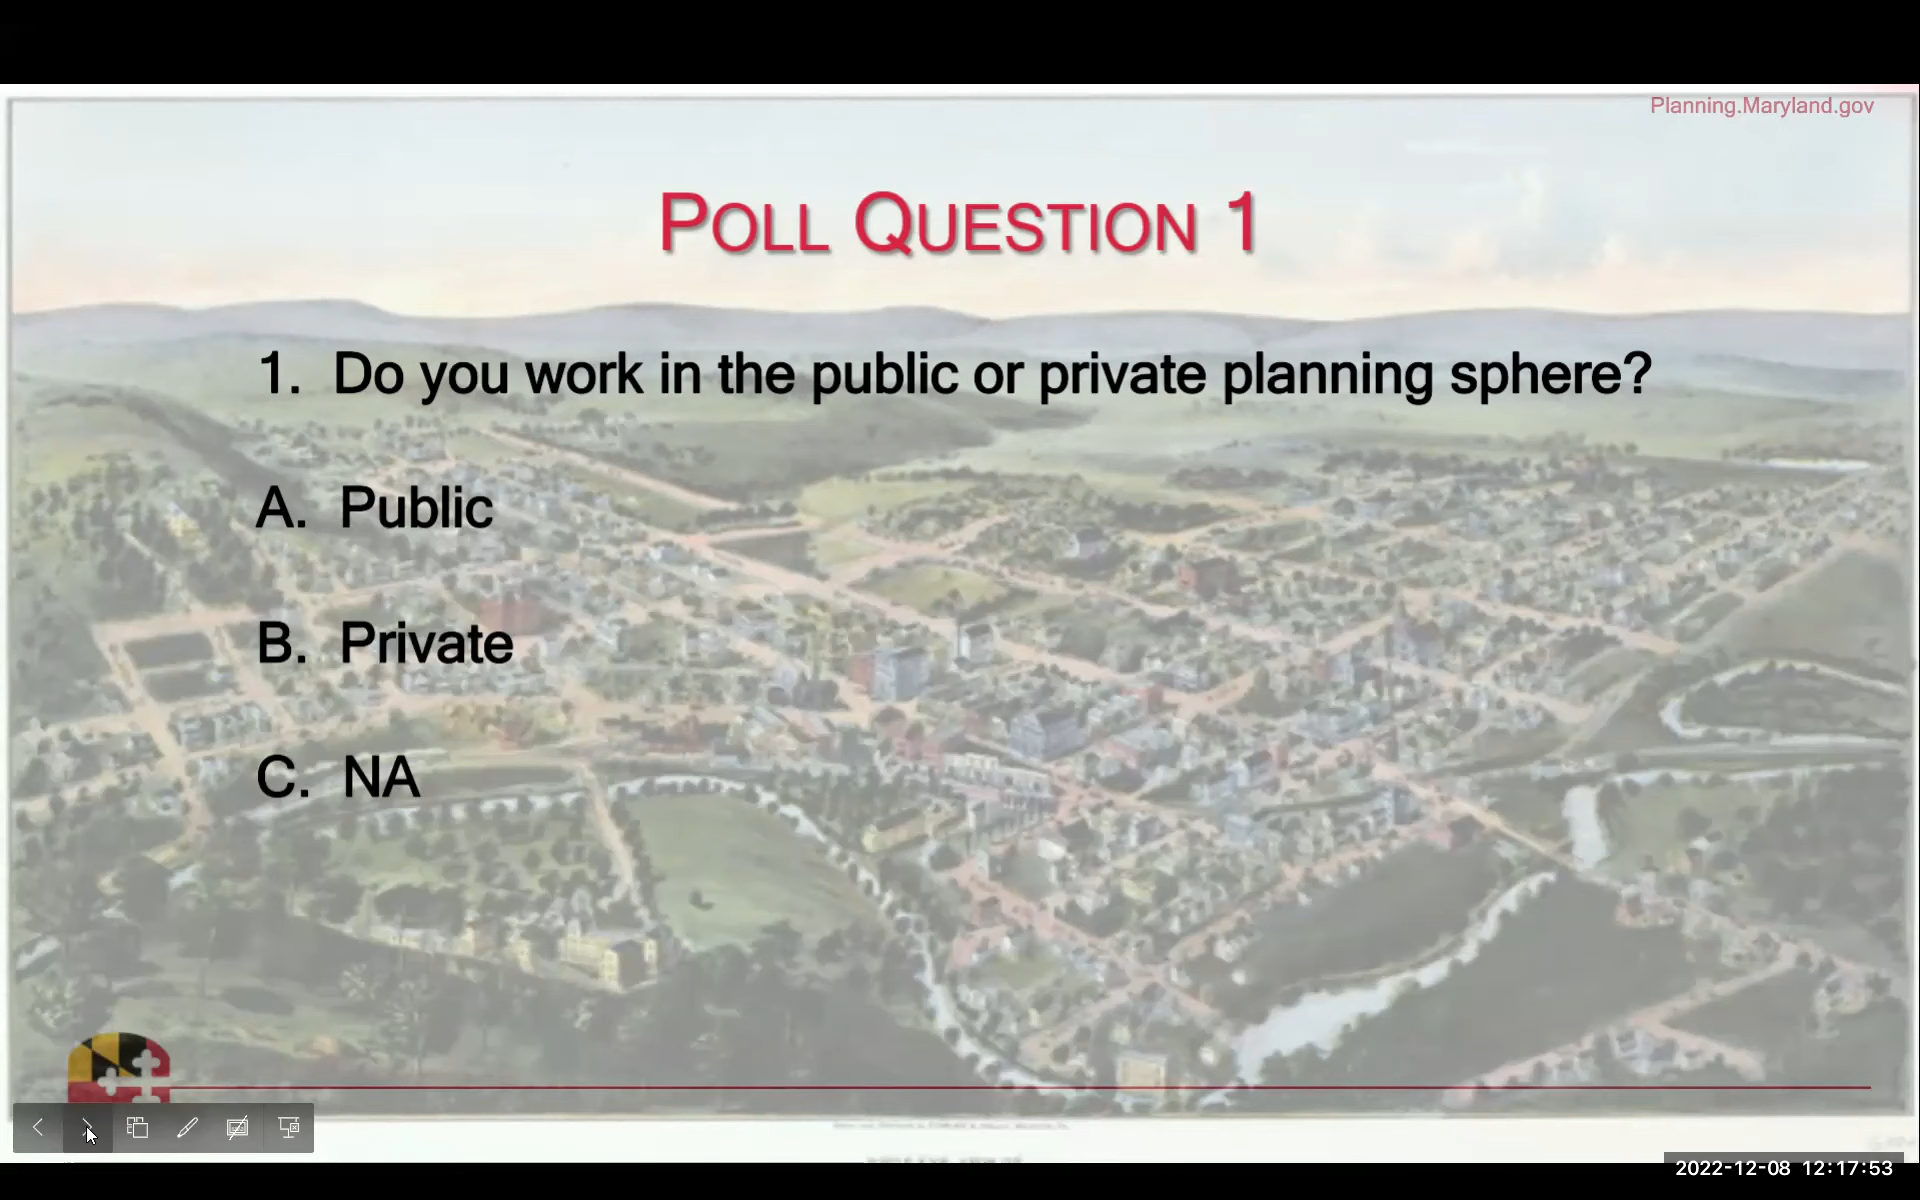 Planning.Maryland.gov
POLL QUESTION 1
1. Do you work in the public or private planning sphere?
A. Public
B. Private
C. NA
2022-12-08 12:17:53